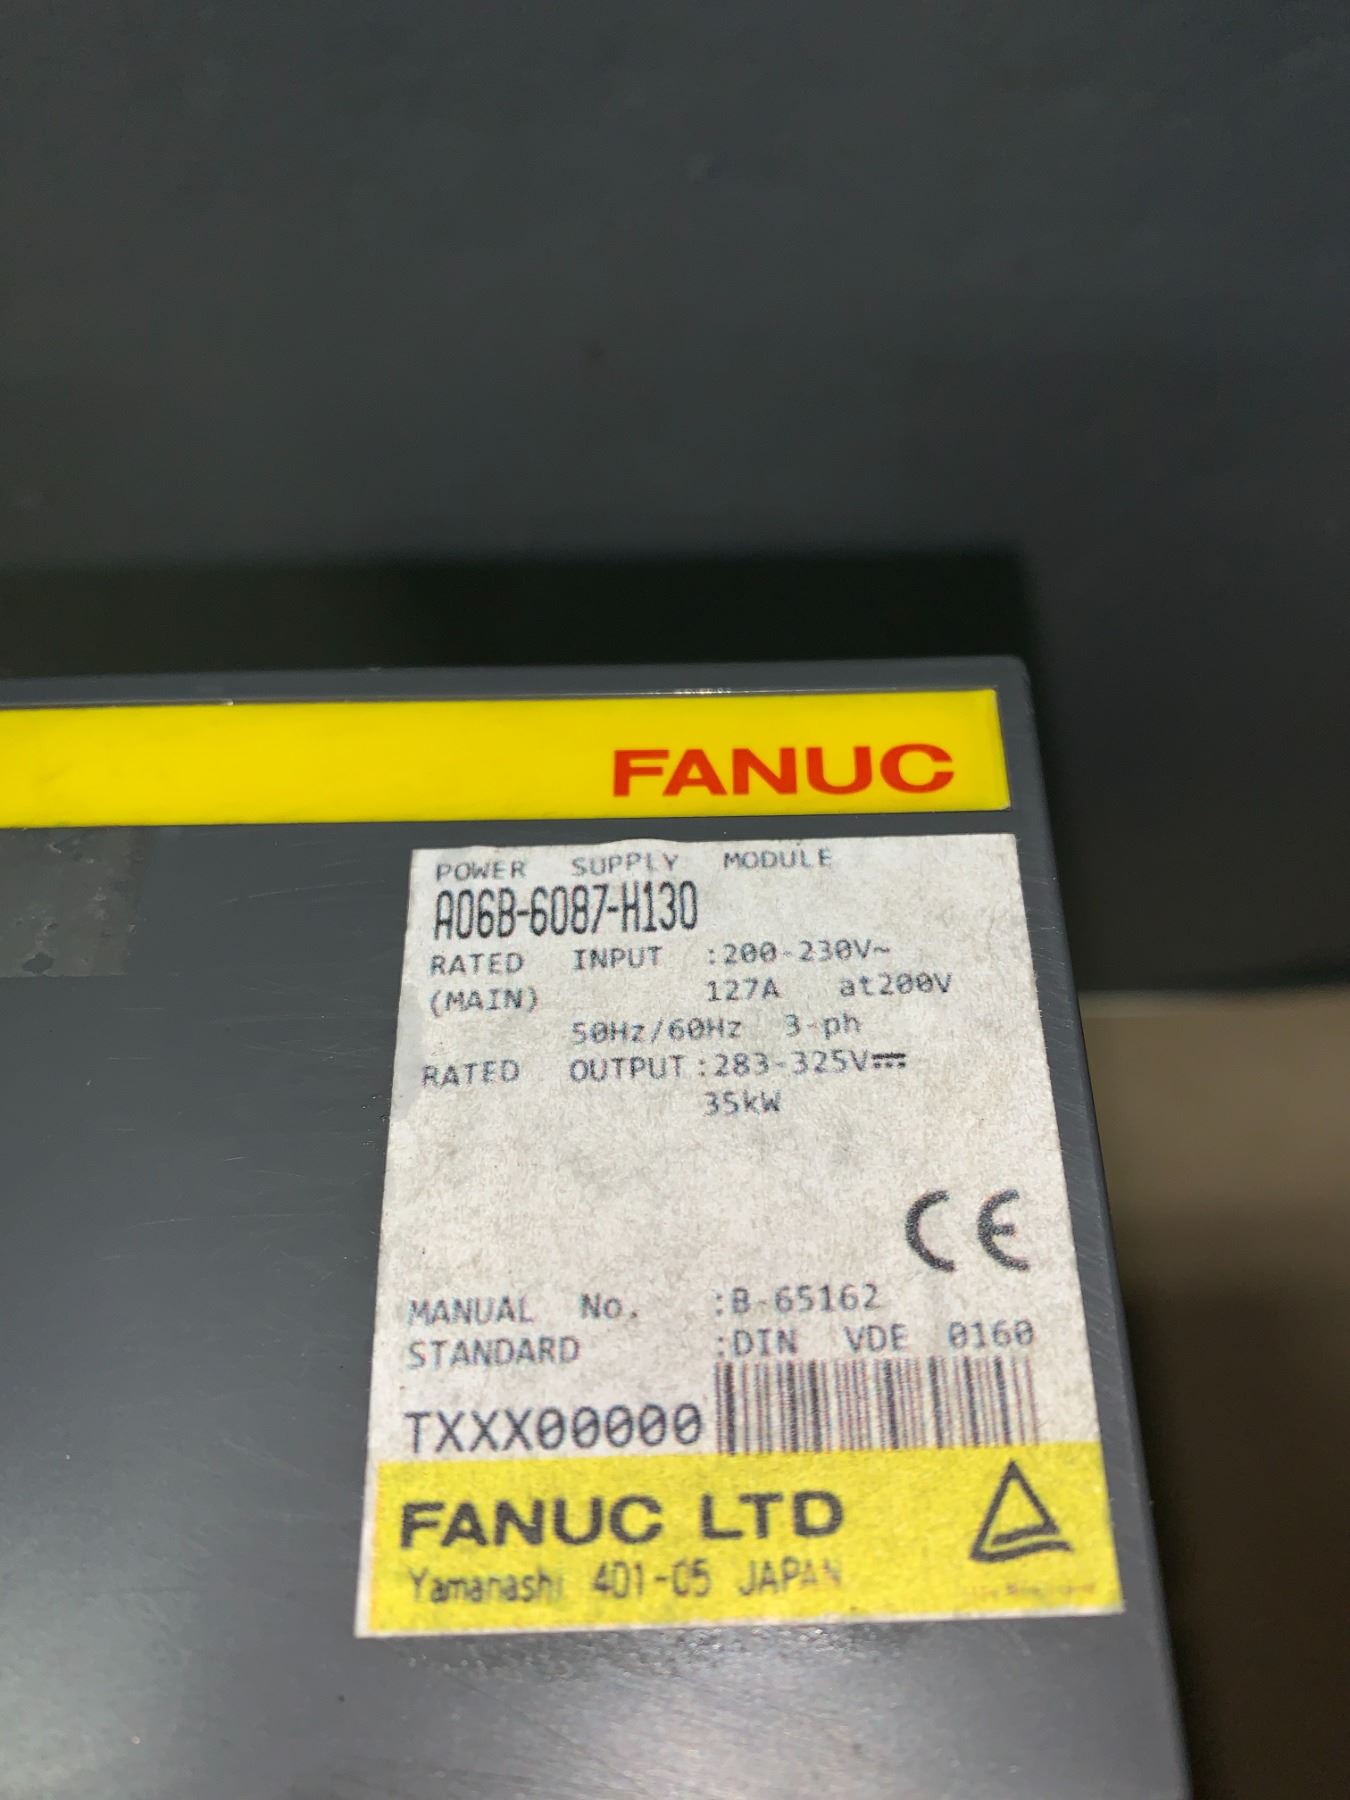 FANUC
POWER SUPPLY MODULE
A06B-6087-H130
RATED INPUT :200-230V~
(MAIN) 127A at200V
50Hz/60Hz 3-ph
RATED OUTPUT :283-325V⎓
35kW
CE
MANUAL No. :B-65162
STANDARD :DIN VDE 0160
TXXX00000
FANUC LTD
Yamanashi 401-05 JAPAN